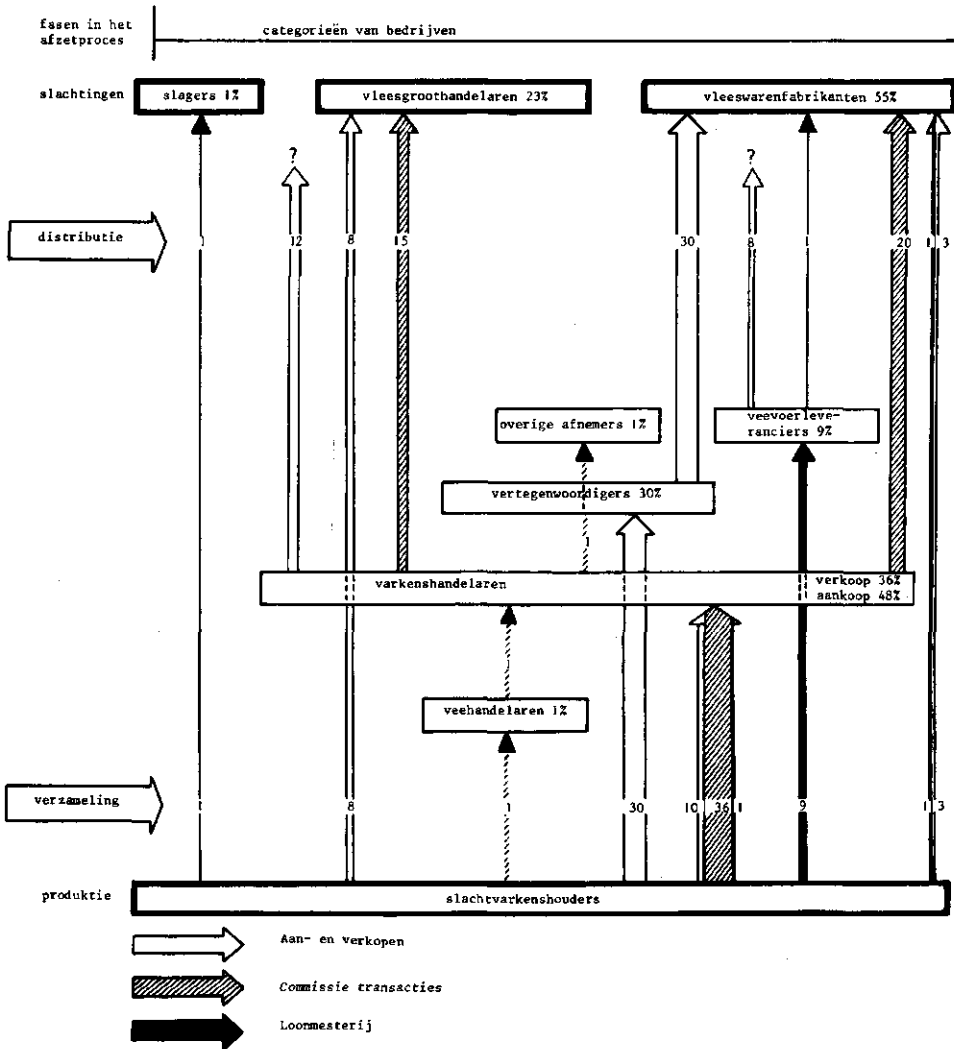 fasen in het
afzetproces
categorieën van bedrijven
slachtingen
slagers 1%
vleesgroothandelaren 23%
vleeswarenfabrikanten 55%
?
?
distributie
1
12
8
15
30
8
1
20
1
3
overige afnemers 1%
veevoerleve-
ranciers 9%
vertegenwoordigers 30%
1
varkenshandelaren
verkoop 36%
aankoop 48%
veehandelaren 1%
verzameling
1
8
1
30
10
36
1
9
1
3
produktie
slachtvarkenshouders
Aan- en verkopen
Commissie transacties
Loonmesterij